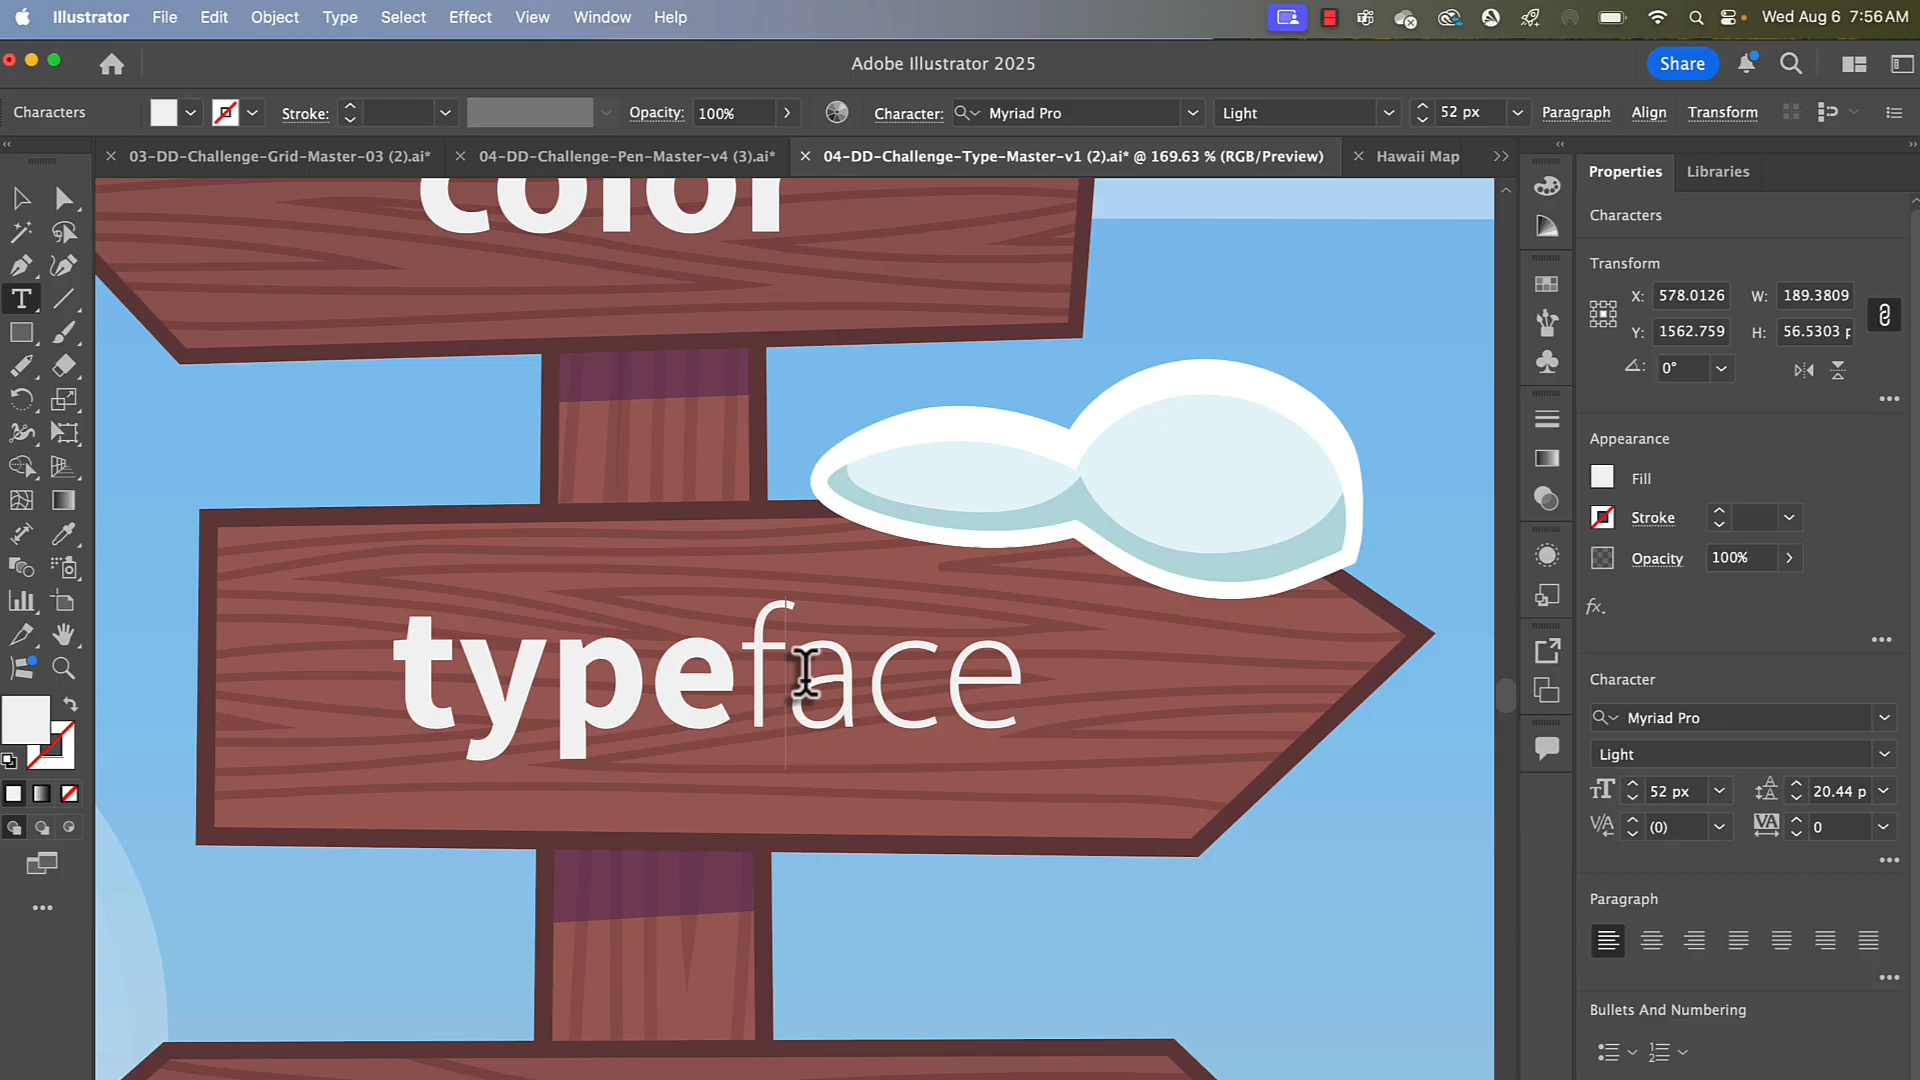 Illustrator File Edit Object Type Select Effect View Window Help Wed Aug 6 7:56 AM
Adobe Illustrator 2025 Share
Characters Stroke: Opacity: 100% Character: Myriad Pro Light 52 px Paragraph Align Transform
03-DD-Challenge-Grid-Master-03 (2).ai* 04-DD-Challenge-Pen-Master-v4 (3).ai* 04-DD-Challenge-Type-Master-v1 (2).ai* @ 169.63 % (RGB/Preview) Hawaii Map
Properties Libraries
Characters
Transform
X: 578.0126 W: 189.3809
Y: 1562.759 H: 56.5303 p
0°
Appearance
Fill
Stroke
Opacity 100%
fx.
Character
Myriad Pro
Light
52 px 20.44 p
(0) 0
Paragraph
Bullets And Numbering
color
typeface